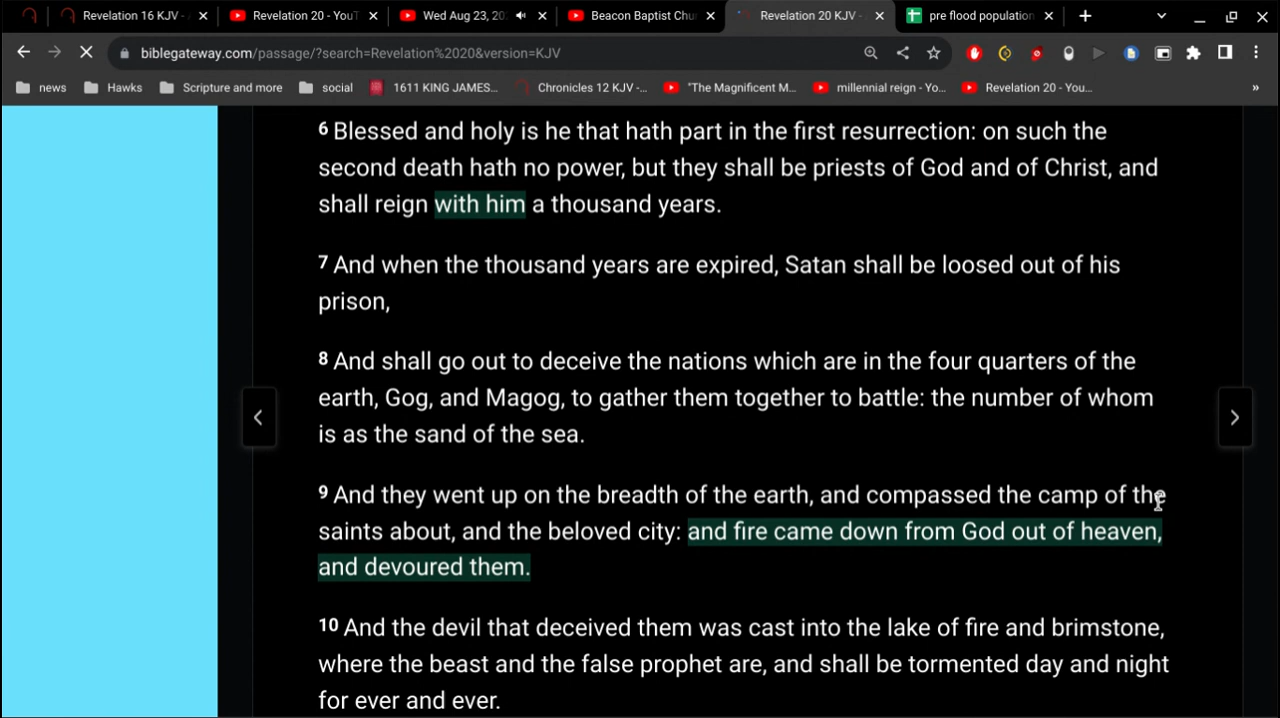 Revelation 16 KJV -
Revelation 20 - YouT
Wed Aug 23, 20
Beacon Baptist Chu
Revelation 20 KJV -
pre flood population
biblegateway.com/passage/?search=Revelation%2020&version=KJV
news
Hawks
Scripture and more
social
1611 KING JAMES...
Chronicles 12 KJV -...
"The Magnificent M...
millennial reign - Yo...
Revelation 20 - You...
»
6 Blessed and holy is he that hath part in the first resurrection: on such the
second death hath no power, but they shall be priests of God and of Christ, and
shall reign with him a thousand years.
7 And when the thousand years are expired, Satan shall be loosed out of his
prison,
8 And shall go out to deceive the nations which are in the four quarters of the
earth, Gog, and Magog, to gather them together to battle: the number of whom
is as the sand of the sea.
9 And they went up on the breadth of the earth, and compassed the camp of the
saints about, and the beloved city: and fire came down from God out of heaven,
and devoured them.
10 And the devil that deceived them was cast into the lake of fire and brimstone,
where the beast and the false prophet are, and shall be tormented day and night
for ever and ever.